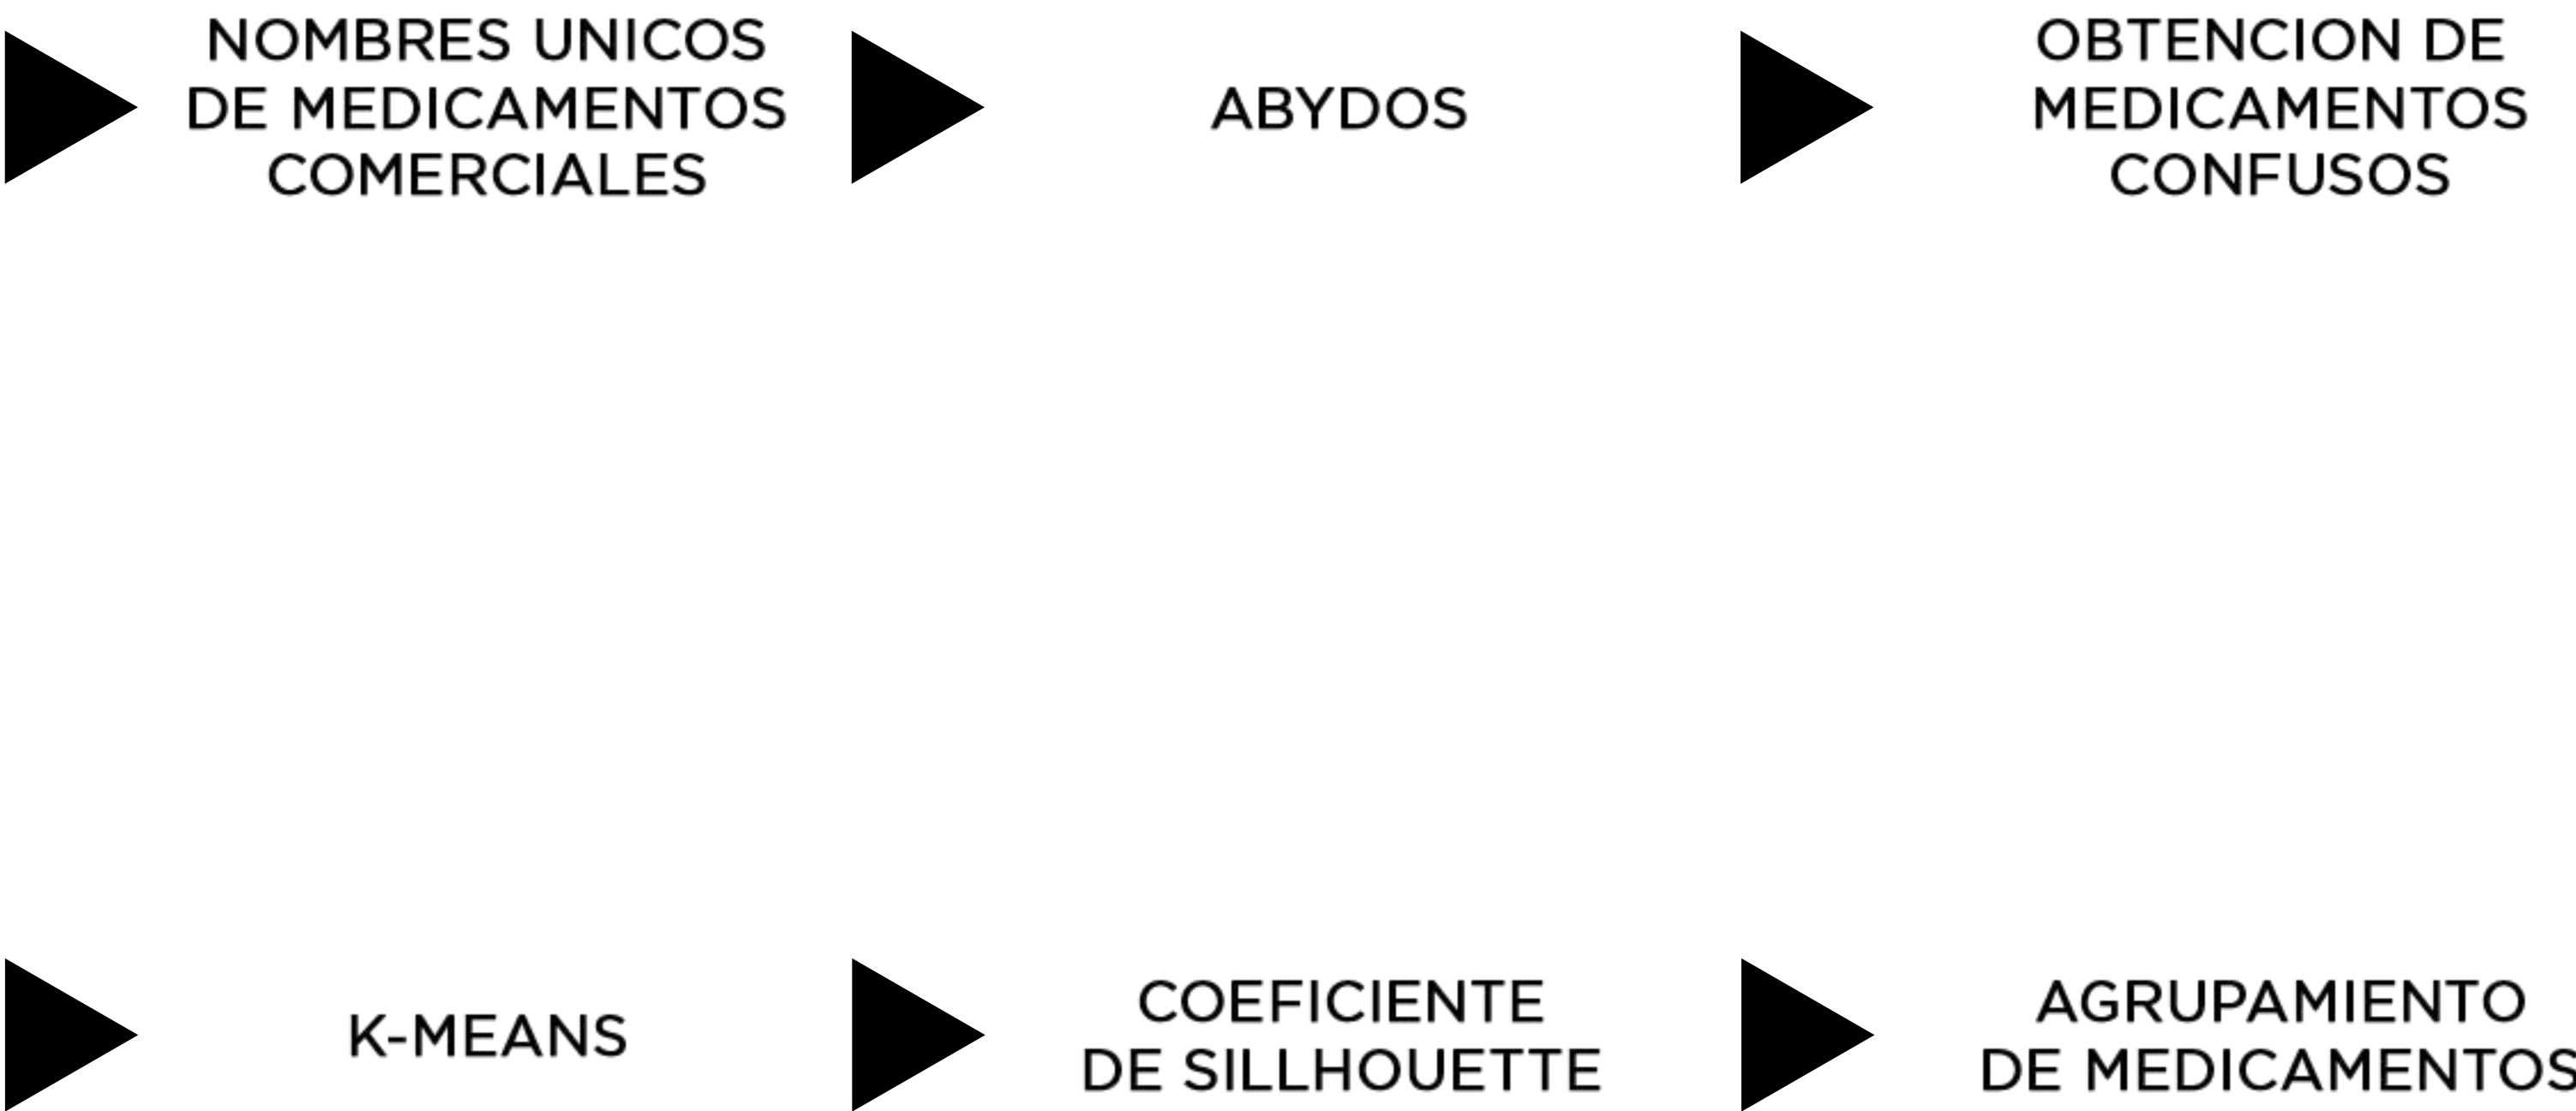 NOMBRES UNICOS
DE MEDICAMENTOS
COMERCIALES
ABYDOS
OBTENCION DE
MEDICAMENTOS
CONFUSOS
K-MEANS
COEFICIENTE
DE SILLHOUETTE
AGRUPAMIENTO
DE MEDICAMENTOS